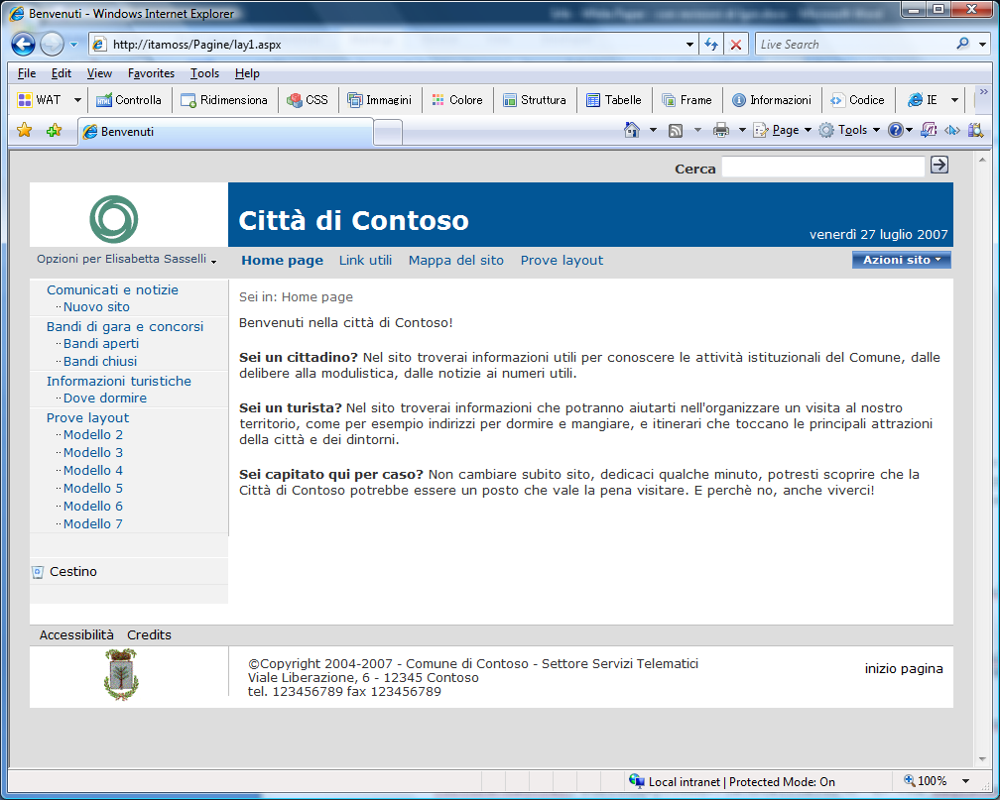 Benvenuti - Windows Internet Explorer
http://itamoss/Pagine/lay1.aspx
Live Search
File Edit View Favorites Tools Help
WAT Controlla Ridimensiona CSS Immagini Colore Struttura Tabelle Frame Informazioni Codice IE
Benvenuti
Page Tools
Cerca
Città di Contoso
venerdì 27 luglio 2007
Opzioni per Elisabetta Sasselli
Home page Link utili Mappa del sito Prove layout
Azioni sito
Comunicati e notizie
Nuovo sito
Bandi di gara e concorsi
Bandi aperti
Bandi chiusi
Informazioni turistiche
Dove dormire
Prove layout
Modello 2
Modello 3
Modello 4
Modello 5
Modello 6
Modello 7
Cestino
Sei in: Home page
Benvenuti nella città di Contoso!
Sei un cittadino? Nel sito troverai informazioni utili per conoscere le attività istituzionali del Comune, dalle
delibere alla modulistica, dalle notizie ai numeri utili.
Sei un turista? Nel sito troverai informazioni che potranno aiutarti nell'organizzare un visita al nostro
territorio, come per esempio indirizzi per dormire e mangiare, e itinerari che toccano le principali attrazioni
della città e dei dintorni.
Sei capitato qui per caso? Non cambiare subito sito, dedicaci qualche minuto, potresti scoprire che la
Città di Contoso potrebbe essere un posto che vale la pena visitare. E perchè no, anche viverci!
Accessibilità Credits
©Copyright 2004-2007 - Comune di Contoso - Settore Servizi Telematici
Viale Liberazione, 6 - 12345 Contoso
tel. 123456789 fax 123456789
inizio pagina
Local intranet | Protected Mode: On
100%